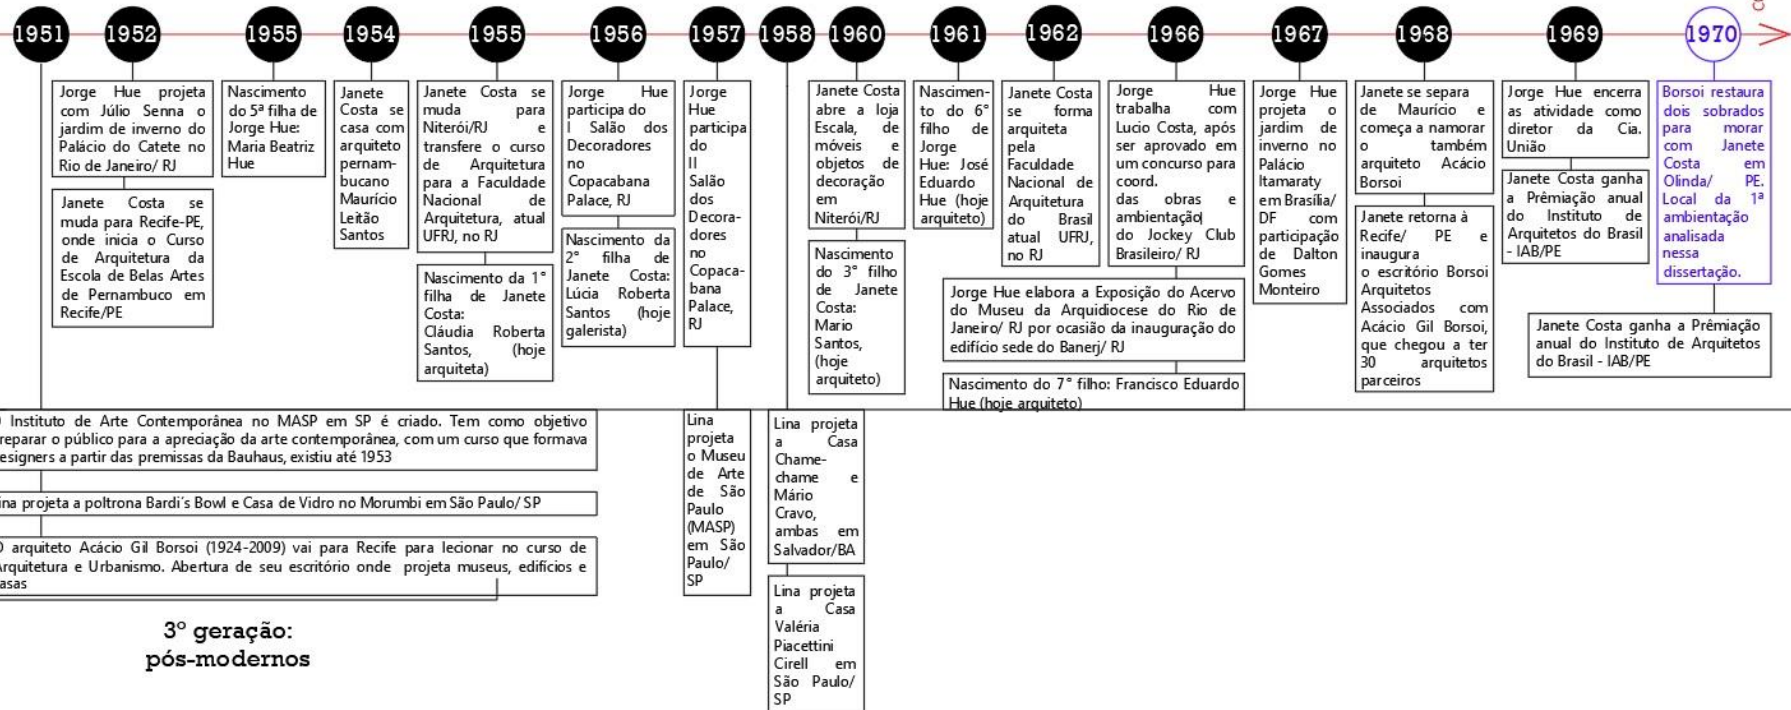 1951
1952
1955
1954
1955
1956
1957
1958
1960
1961
1962
1966
1967
1968
1969
1970
Jorge Hue projeta
com Júlio Senna o
jardim de inverno do
Palácio do Catete no
Rio de Janeiro/ RJ
Janete Costa se
muda para Recife-PE,
onde inicia o Curso
de Arquitetura da
Escola de Belas Artes
de Pernambuco em
Recife/PE
Nascimento
do 5ª filha de
Jorge Hue:
Maria Beatriz
Hue
Janete
Costa se
casa com
arquiteto
pernam-
bucano
Maurício
Leitão
Santos
Janete Costa se
muda para
Niterói/RJ e
transfere o curso
de Arquitetura
para a Faculdade
Nacional de
Arquitetura, atual
UFRJ, no RJ
Nascimento da 1°
filha de Janete
Costa:
Cláudia Roberta
Santos, (hoje
arquiteta)
Jorge Hue
participa do
I Salão dos
Decoradores
no
Copacabana
Palace, RJ
Nascimento da
2° filha de
Janete Costa:
Lúcia Roberta
Santos (hoje
galerista)
Jorge
Hue
participa
do
II
Salão
dos
Decora-
dores
no
Copaca-
bana
Palace,
RJ
Janete Costa
abre a loja
Escala, de
móveis e
objetos de
decoração
em
Niterói/RJ
Nascimento
do 3° filho
de Janete
Costa:
Mario
Santos,
(hoje
arquiteto)
Nascimen-
to do 6°
filho de
Jorge
Hue: José
Eduardo
Hue (hoje
arquiteto)
Janete Costa
se forma
arquiteta
pela
Faculdade
Nacional de
Arquitetura
do Brasil
atual UFRJ,
no RJ
Jorge Hue
trabalha com
Lucio Costa, após
ser aprovado em
um concurso para
coord.
das obras e
ambientação
do Jockey Club
Brasileiro/ RJ
Jorge Hue elabora a Exposição do Acervo
do Museu da Arquidiocese do Rio de
Janeiro/ RJ por ocasião da inauguração do
edifício sede do Banerj/ RJ
Nascimento do 7° filho: Francisco Eduardo
Hue (hoje arquiteto)
Jorge Hue
projeta o
jardim de
inverno no
Palácio
Itamaraty
em Brasília/
DF com
participação
de Dalton
Gomes
Monteiro
Janete se separa
de Maurício e
começa a namorar
o também
arquiteto Acácio
Borsoi
Janete retorna à
Recife/ PE e
inaugura
o escritório Borsoi
Arquitetos
Associados com
Acácio Gil Borsoi,
que chegou a ter
30 arquitetos
parceiros
Jorge Hue encerra
as atividade como
diretor da Cia.
União
Janete Costa ganha
a Prêmiação anual
do Instituto de
Arquitetos do Brasil
- IAB/PE
Borsoi restaura
dois sobrados
para morar
com Janete
Costa em
Olinda/ PE.
Local da 1ª
ambientação
analisada
nessa
dissertação.
Janete Costa ganha a Prêmiação
anual do Instituto de Arquitetos
do Brasil - IAB/PE
Instituto de Arte Contemporânea no MASP em SP é criado. Tem como objetivo
reparar o público para a apreciação da arte contemporânea, com um curso que formava
esigners a partir das premissas da Bauhaus, existiu até 1953
ina projeta a poltrona Bardi´s Bowl e Casa de Vidro no Morumbi em São Paulo/ SP
O arquiteto Acácio Gil Borsoi (1924-2009) vai para Recife para lecionar no curso de
Arquitetura e Urbanismo. Abertura de seu escritório onde projeta museus, edifícios e
asas
Lina
projeta
o Museu
de Arte
de São
Paulo
(MASP)
em São
Paulo/
SP
Lina projeta
a Casa
Chame-
chame e
Mário
Cravo,
ambas em
Salvador/BA
Lina projeta
a Casa
Valéria
Piacettini
Cirell em
São Paulo/
SP
3º geração:
pós-modernos